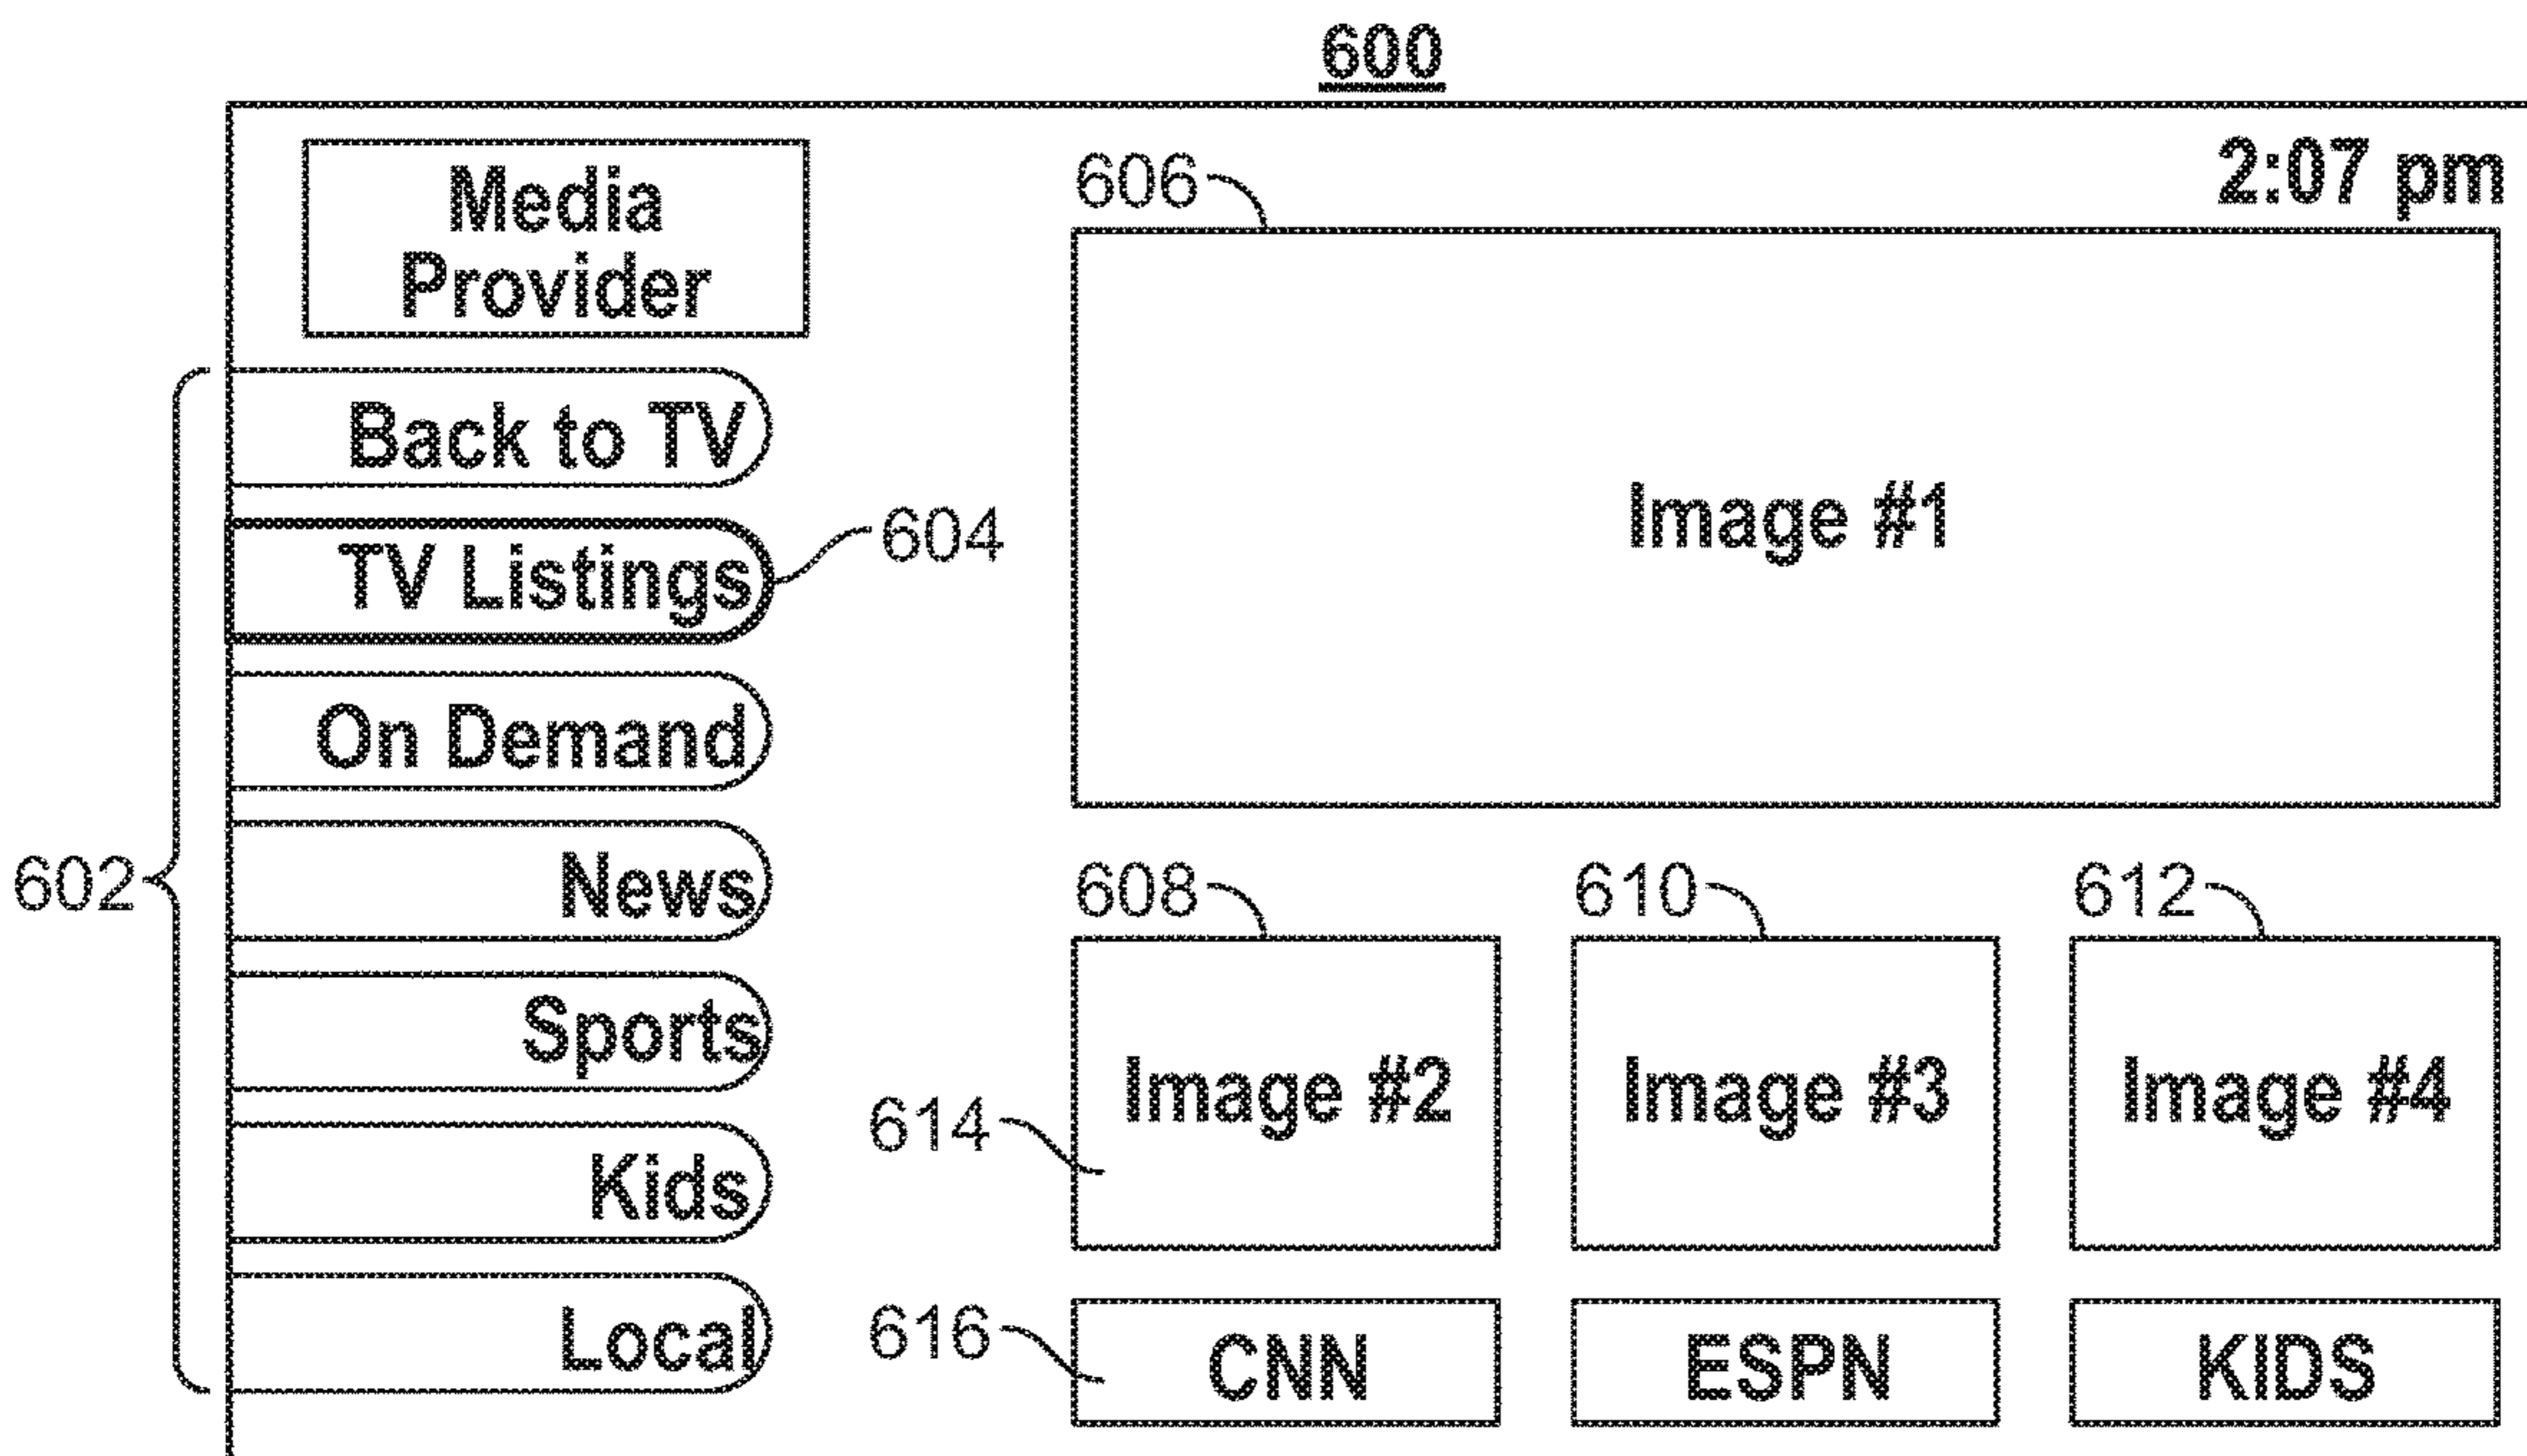 600
Media
Provider
2:07 pm
606
Back to TV
TV Listings
604
Image #1
On Demand
602
News
608
610
612
Sports
Image #2
Image #3
Image #4
614
Kids
Local
616
CNN
ESPN
KIDS